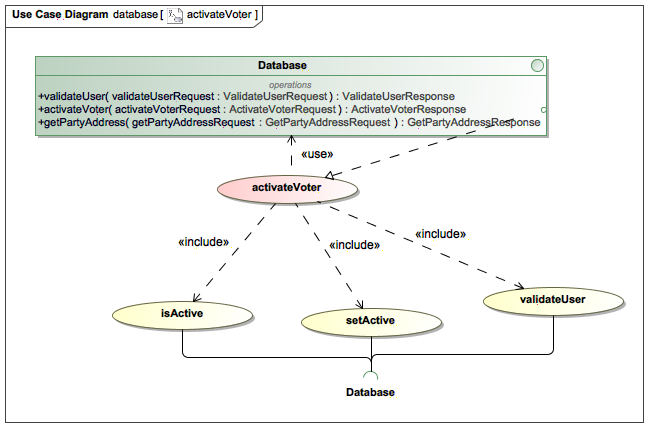 Use Case Diagram database[ activateVoter ]
Database
operations
+validateUser( validateUserRequest : ValidateUserRequest ) : ValidateUserResponse
+activateVoter( activateVoterRequest : ActivateVoterRequest ) : ActivateVoterResponse
+getPartyAddress( getPartyAddressRequest : GetPartyAddressRequest ) : GetPartyAddressResponse
«use»
activateVoter
«include»
«include»
«include»
isActive
setActive
validateUser
Database